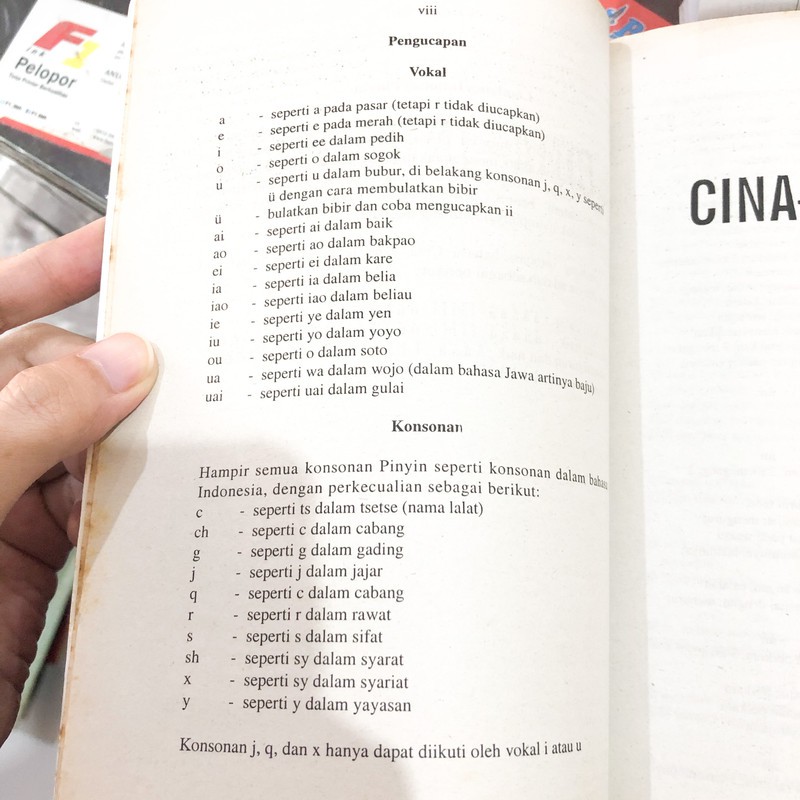 viii
Pengucapan
Vokal
a - seperti a pada pasar (tetapi r tidak diucapkan)
e - seperti e pada merah (tetapi r tidak diucapkan)
i - seperti ee dalam pedih
o - seperti o dalam sogok
u - seperti u dalam bubur, di belakang konsonan j, q, x, y seperti
ü dengan cara membulatkan bibir
ü - bulatkan bibir dan coba mengucapkan ii
ai - seperti ai dalam baik
ao - seperti ao dalam bakpao
ei - seperti ei dalam kare
ia - seperti ia dalam belia
iao - seperti iao dalam beliau
ie - seperti ye dalam yen
iu - seperti yo dalam yoyo
ou - seperti o dalam soto
ua - seperti wa dalam wojo (dalam bahasa Jawa artinya baju)
uai - seperti uai dalam gulai
Konsonan
Hampir semua konsonan Pinyin seperti konsonan dalam bahasa
Indonesia, dengan perkecualian sebagai berikut:
c - seperti ts dalam tsetse (nama lalat)
ch - seperti c dalam cabang
g - seperti g dalam gading
j - seperti j dalam jajar
q - seperti c dalam cabang
r - seperti r dalam rawat
s - seperti s dalam sifat
sh - seperti sy dalam syarat
x - seperti sy dalam syariat
y - seperti y dalam yayasan
Konsonan j, q, dan x hanya dapat diikuti oleh vokal i atau u
CINA-
F1
ink
Pelopor